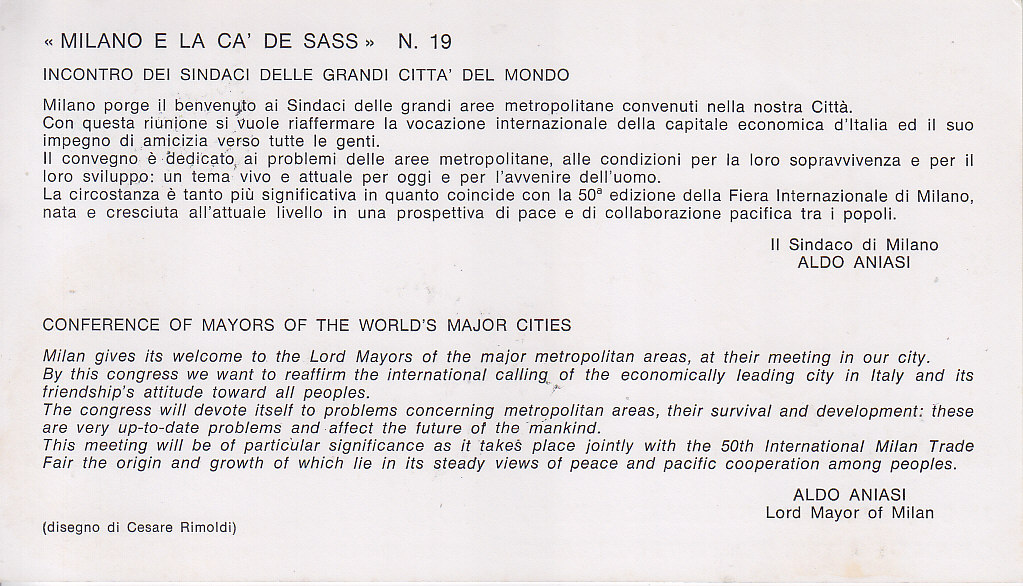 « MILANO E LA CA' DE SASS » N. 19
INCONTRO DEI SINDACI DELLE GRANDI CITTA' DEL MONDO
Milano porge il benvenuto ai Sindaci delle grandi aree metropolitane convenuti nella nostra Città.
Con questa riunione si vuole riaffermare la vocazione internazionale della capitale economica d'Italia ed il suo
impegno di amicizia verso tutte le genti.
Il convegno è dedicato ai problemi delle aree metropolitane, alle condizioni per la loro sopravvivenza e per il
loro sviluppo: un tema vivo e attuale per oggi e per l'avvenire dell'uomo.
La circostanza è tanto più significativa in quanto coincide con la 50ª edizione della Fiera Internazionale di Milano,
nata e cresciuta all'attuale livello in una prospettiva di pace e di collaborazione pacifica tra i popoli.
Il Sindaco di Milano
ALDO ANIASI
CONFERENCE OF MAYORS OF THE WORLD'S MAJOR CITIES
Milan gives its welcome to the Lord Mayors of the major metropolitan areas, at their meeting in our city.
By this congress we want to reaffirm the international calling of the economically leading city in Italy and its
friendship's attitude toward all peoples.
The congress will devote itself to problems concerning metropolitan areas, their survival and development: these
are very up-to-date problems and affect the future of the mankind.
This meeting will be of particular significance as it takes place jointly with the 50th International Milan Trade
Fair the origin and growth of which lie in its steady views of peace and pacific cooperation among peoples.
ALDO ANIASI
Lord Mayor of Milan
(disegno di Cesare Rimoldi)